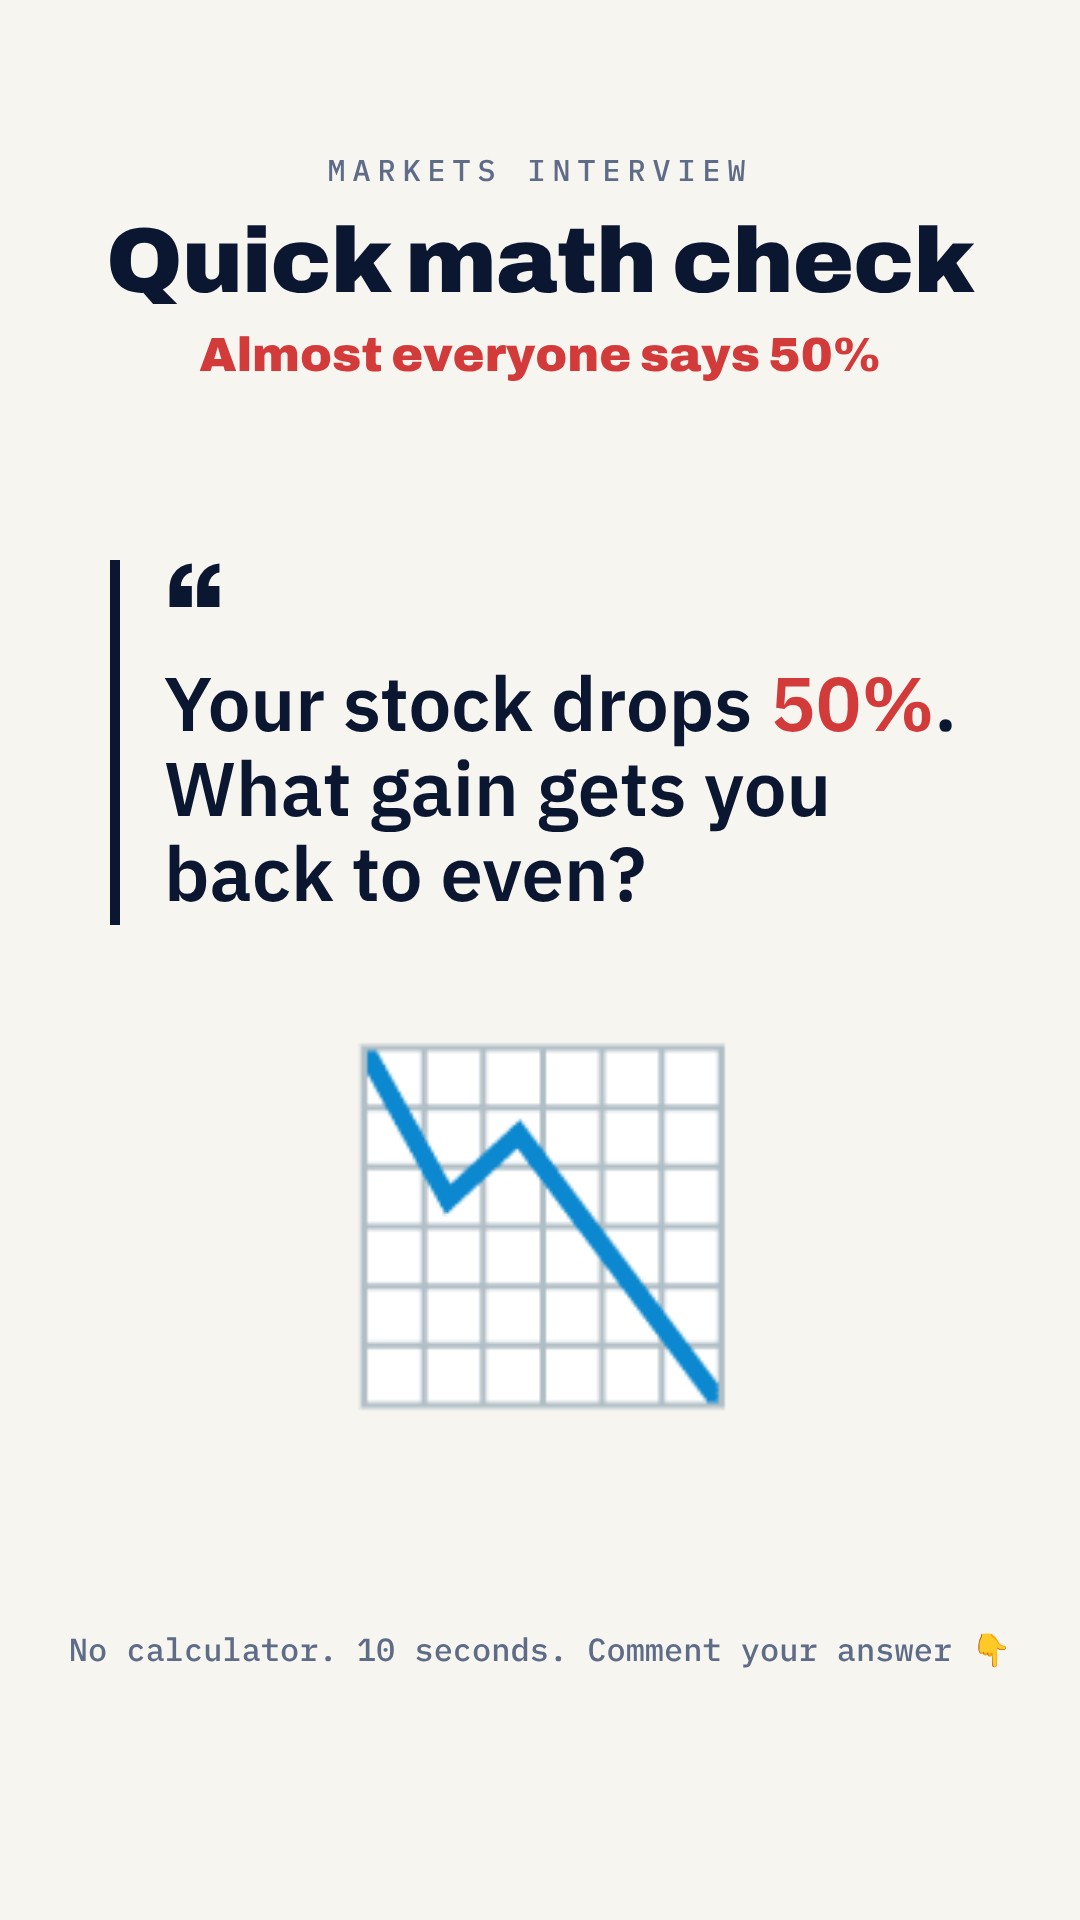 MARKETS INTERVIEW
Quick math check
Almost everyone says 50%
“
Your stock drops 50%.
What gain gets you
back to even?
No calculator. 10 seconds. Comment your answer 👇